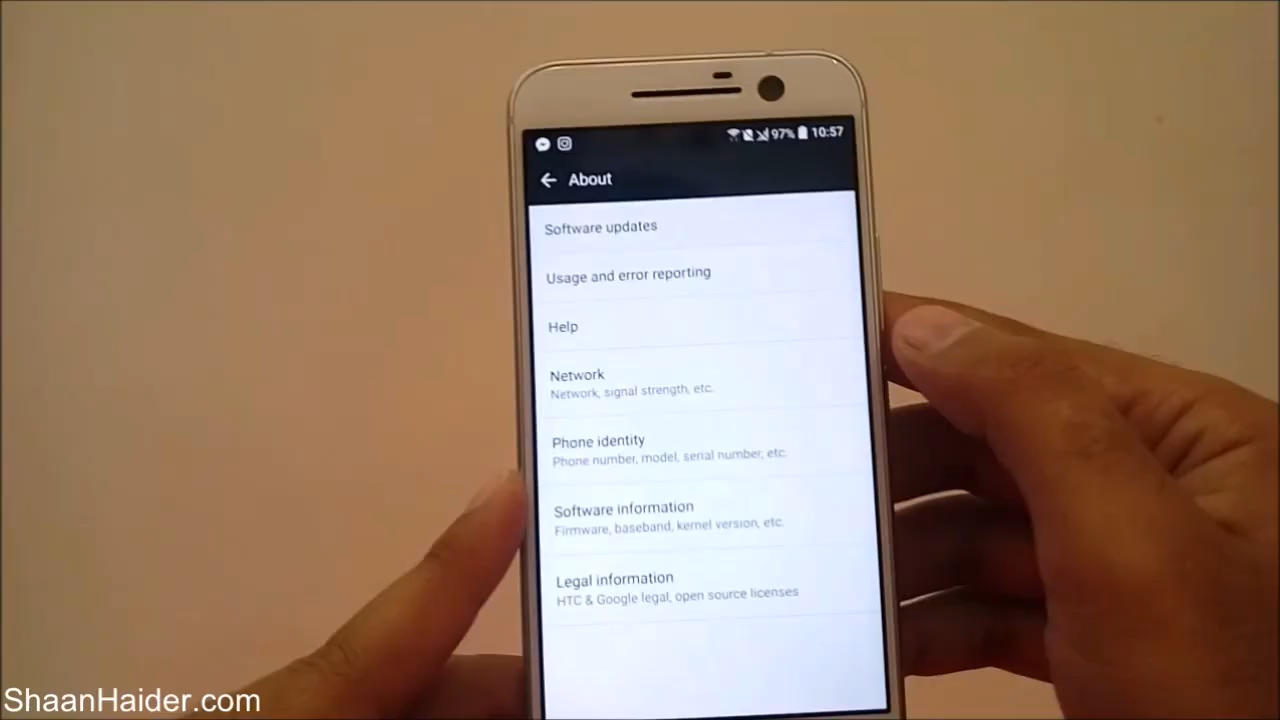 97% 10:57
About
Software updates
Usage and error reporting
Help
Network
Network, signal strength, etc.
Phone identity
Phone number, model, serial number, etc.
Software information
Firmware, baseband, kernel version, etc.
Legal information
HTC & Google legal, open source licenses
ShaanHaider.com